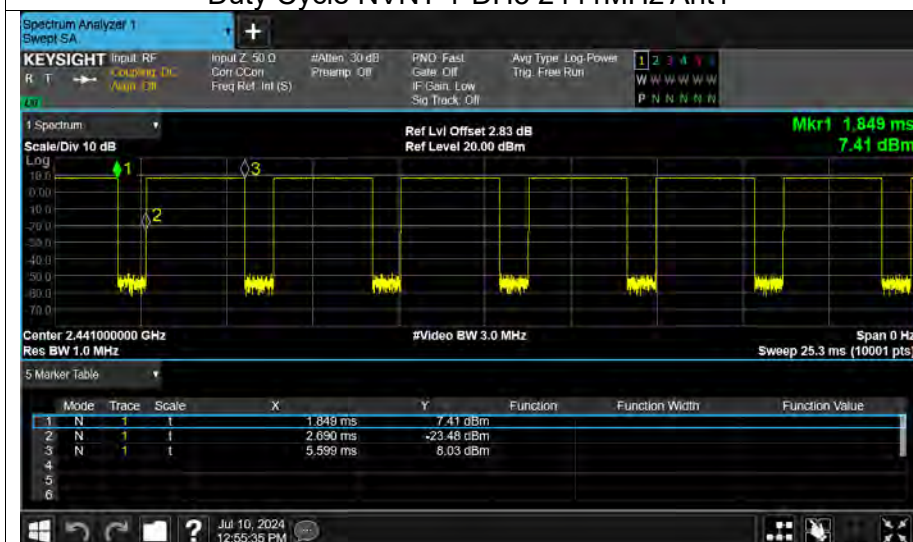 Duty Cycle NVNT 1-DH5 2441MHz Ant1
Spectrum Analyzer 1
Swept SA
+
KEYSIGHT Input: RF Input Z: 50 Ω #Atten: 30 dB PNO: Fast Avg Type: Log-Power 1 2 3 4 5 6
R T Coupling: DC Corr CCorr Preamp: Off Gate: Off Trig: Free Run W W W W W W
Align: Off Freq Ref: Int (S) IF Gain: Low
Sig Track: Off P N N N N N
1 Spectrum Ref Lvl Offset 2.83 dB Mkr1 1.849 ms
Scale/Div 10 dB Ref Level 20.00 dBm 7.41 dBm
Log
10.0
0.00
-10.0
-20.0
-30.0
-40.0
-50.0
-60.0
-70.0
1
2
3
Center 2.441000000 GHz #Video BW 3.0 MHz Span 0 Hz
Res BW 1.0 MHz Sweep 25.3 ms (10001 pts)
5 Marker Table
Mode Trace Scale X Y Function Function Width Function Value
1 N 1 t 1.849 ms 7.41 dBm
2 N 1 t 2.690 ms -23.48 dBm
3 N 1 t 5.599 ms 8.03 dBm
4
5
6
? Jul 10, 2024
12:55:35 PM